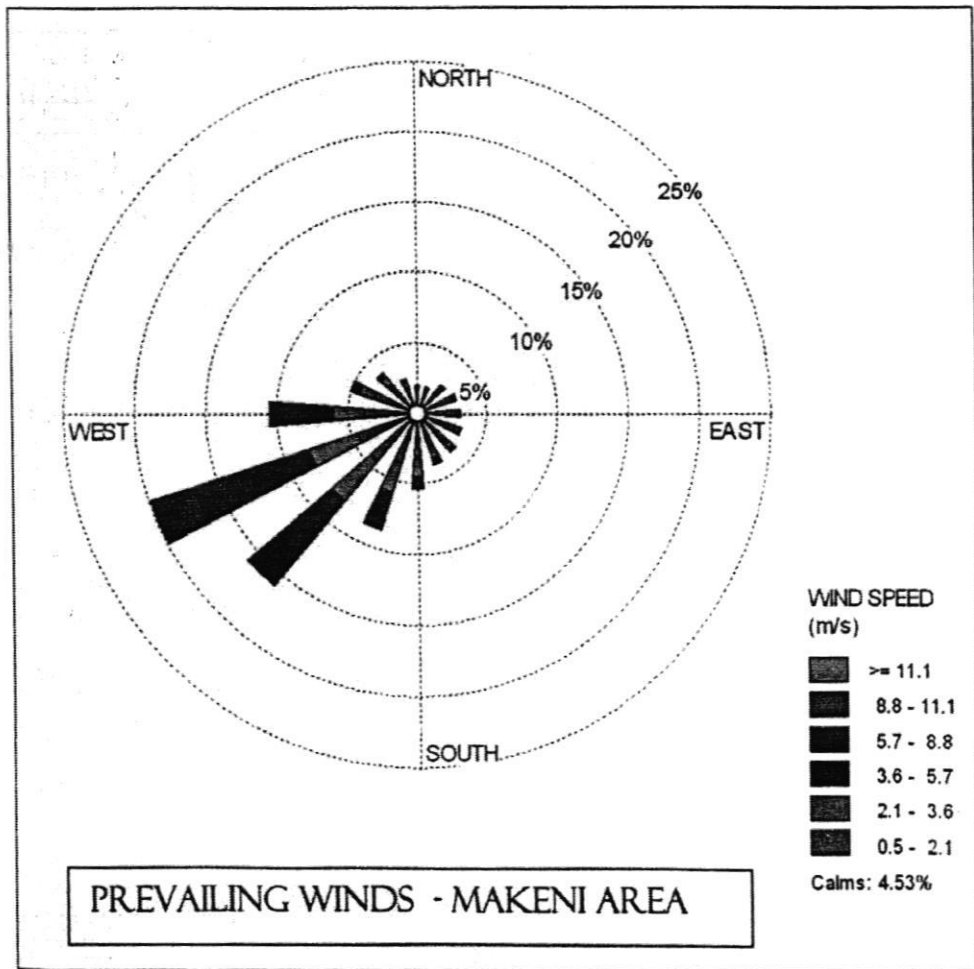 NORTH
25%
20%
15%
10%
5%
WEST
EAST
SOUTH
WIND SPEED
(m/s)
>= 11.1
8.8 - 11.1
5.7 - 8.8
3.6 - 5.7
2.1 - 3.6
0.5 - 2.1
Calms: 4.53%
PREVAILING WINDS - MAKENI AREA